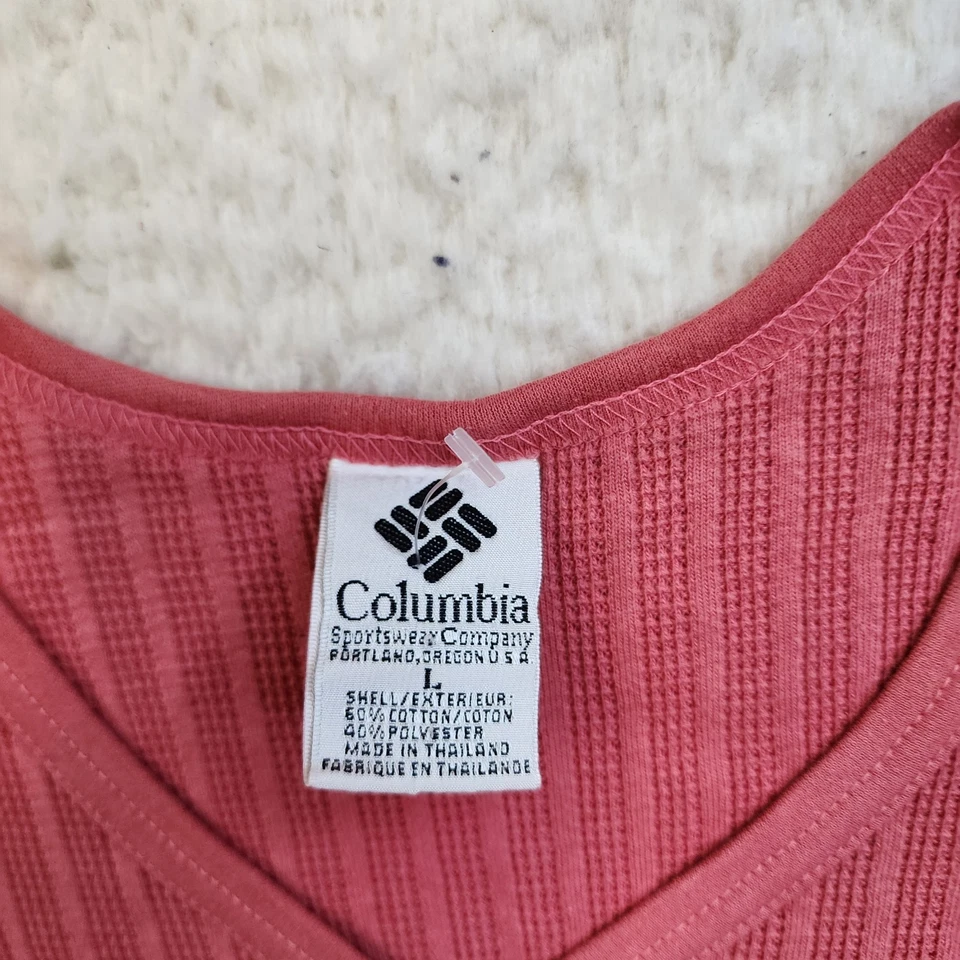 Columbia
Sportswear Company
PORTLAND, OREGON U S A
L
SHELL/EXTERIEUR:
60% COTTON/COTON
40% POLYESTER
MADE IN THAILAND
FABRIQUE EN THAILANDE